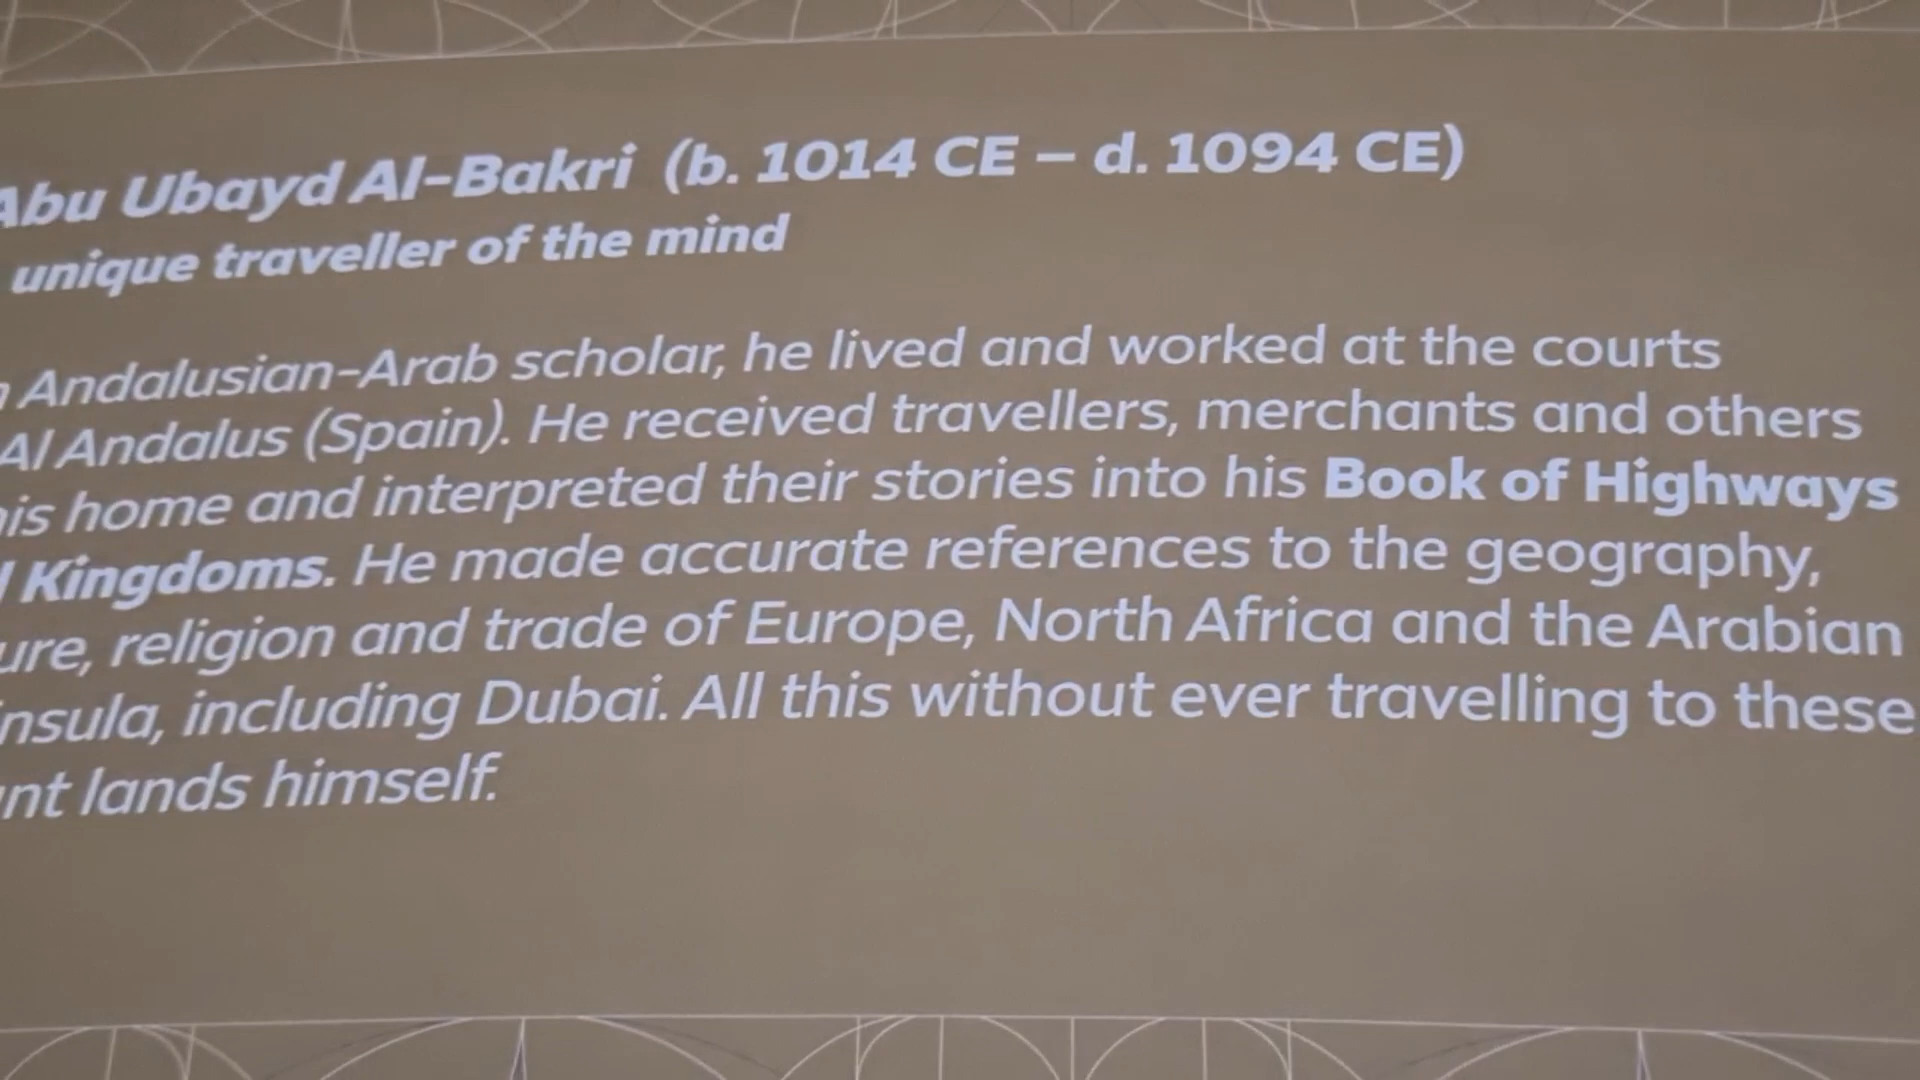 Abu Ubayd Al-Bakri (b. 1014 CE – d. 1094 CE)
unique traveller of the mind
Andalusian-Arab scholar, he lived and worked at the courts
Al Andalus (Spain). He received travellers, merchants and others
his home and interpreted their stories into his Book of Highways
Kingdoms. He made accurate references to the geography,
religion and trade of Europe, North Africa and the Arabian
including Dubai. All this without ever travelling to these
lands himself.